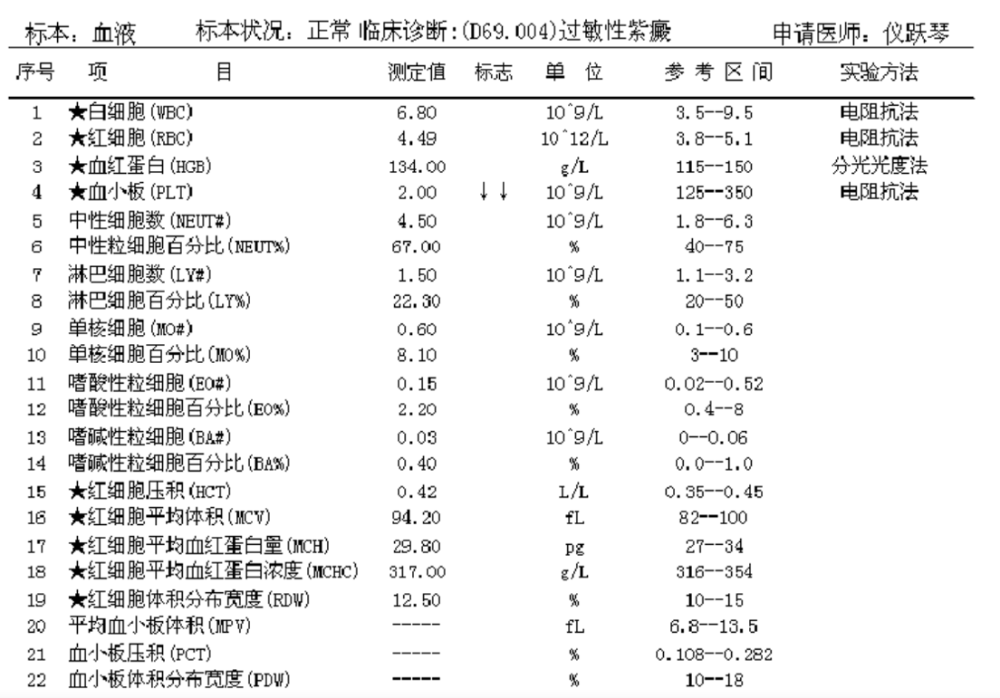 标本：血液 标本状况：正常 临床诊断:(D69.004)过敏性紫癜 申请医师：仪跃琴
序号 项 目 测定值 标志 单 位 参 考 区 间 实验方法
1 ★白细胞(WBC) 6.80 10^9/L 3.5--9.5 电阻抗法
2 ★红细胞(RBC) 4.49 10^12/L 3.8--5.1 电阻抗法
3 ★血红蛋白(HGB) 134.00 g/L 115--150 分光光度法
4 ★血小板(PLT) 2.00 ↓↓ 10^9/L 125--350 电阻抗法
5 中性细胞数(NEUT#) 4.50 10^9/L 1.8--6.3
6 中性粒细胞百分比(NEUT%) 67.00 % 40--75
7 淋巴细胞数(LY#) 1.50 10^9/L 1.1--3.2
8 淋巴细胞百分比(LY%) 22.30 % 20--50
9 单核细胞(MO#) 0.60 10^9/L 0.1--0.6
10 单核细胞百分比(MO%) 8.10 % 3--10
11 嗜酸性粒细胞(EO#) 0.15 10^9/L 0.02--0.52
12 嗜酸性粒细胞百分比(EO%) 2.20 % 0.4--8
13 嗜碱性粒细胞(BA#) 0.03 10^9/L 0--0.06
14 嗜碱性粒细胞百分比(BA%) 0.40 % 0.0--1.0
15 ★红细胞压积(HCT) 0.42 L/L 0.35--0.45
16 ★红细胞平均体积(MCV) 94.20 fL 82--100
17 ★红细胞平均血红蛋白量(MCH) 29.80 pg 27--34
18 ★红细胞平均血红蛋白浓度(MCHC) 317.00 g/L 316--354
19 ★红细胞体积分布宽度(RDW) 12.50 % 10--15
20 平均血小板体积(MPV) ----- fL 6.8--13.5
21 血小板压积(PCT) ----- % 0.108--0.282
22 血小板体积分布宽度(PDW) ----- % 10--18